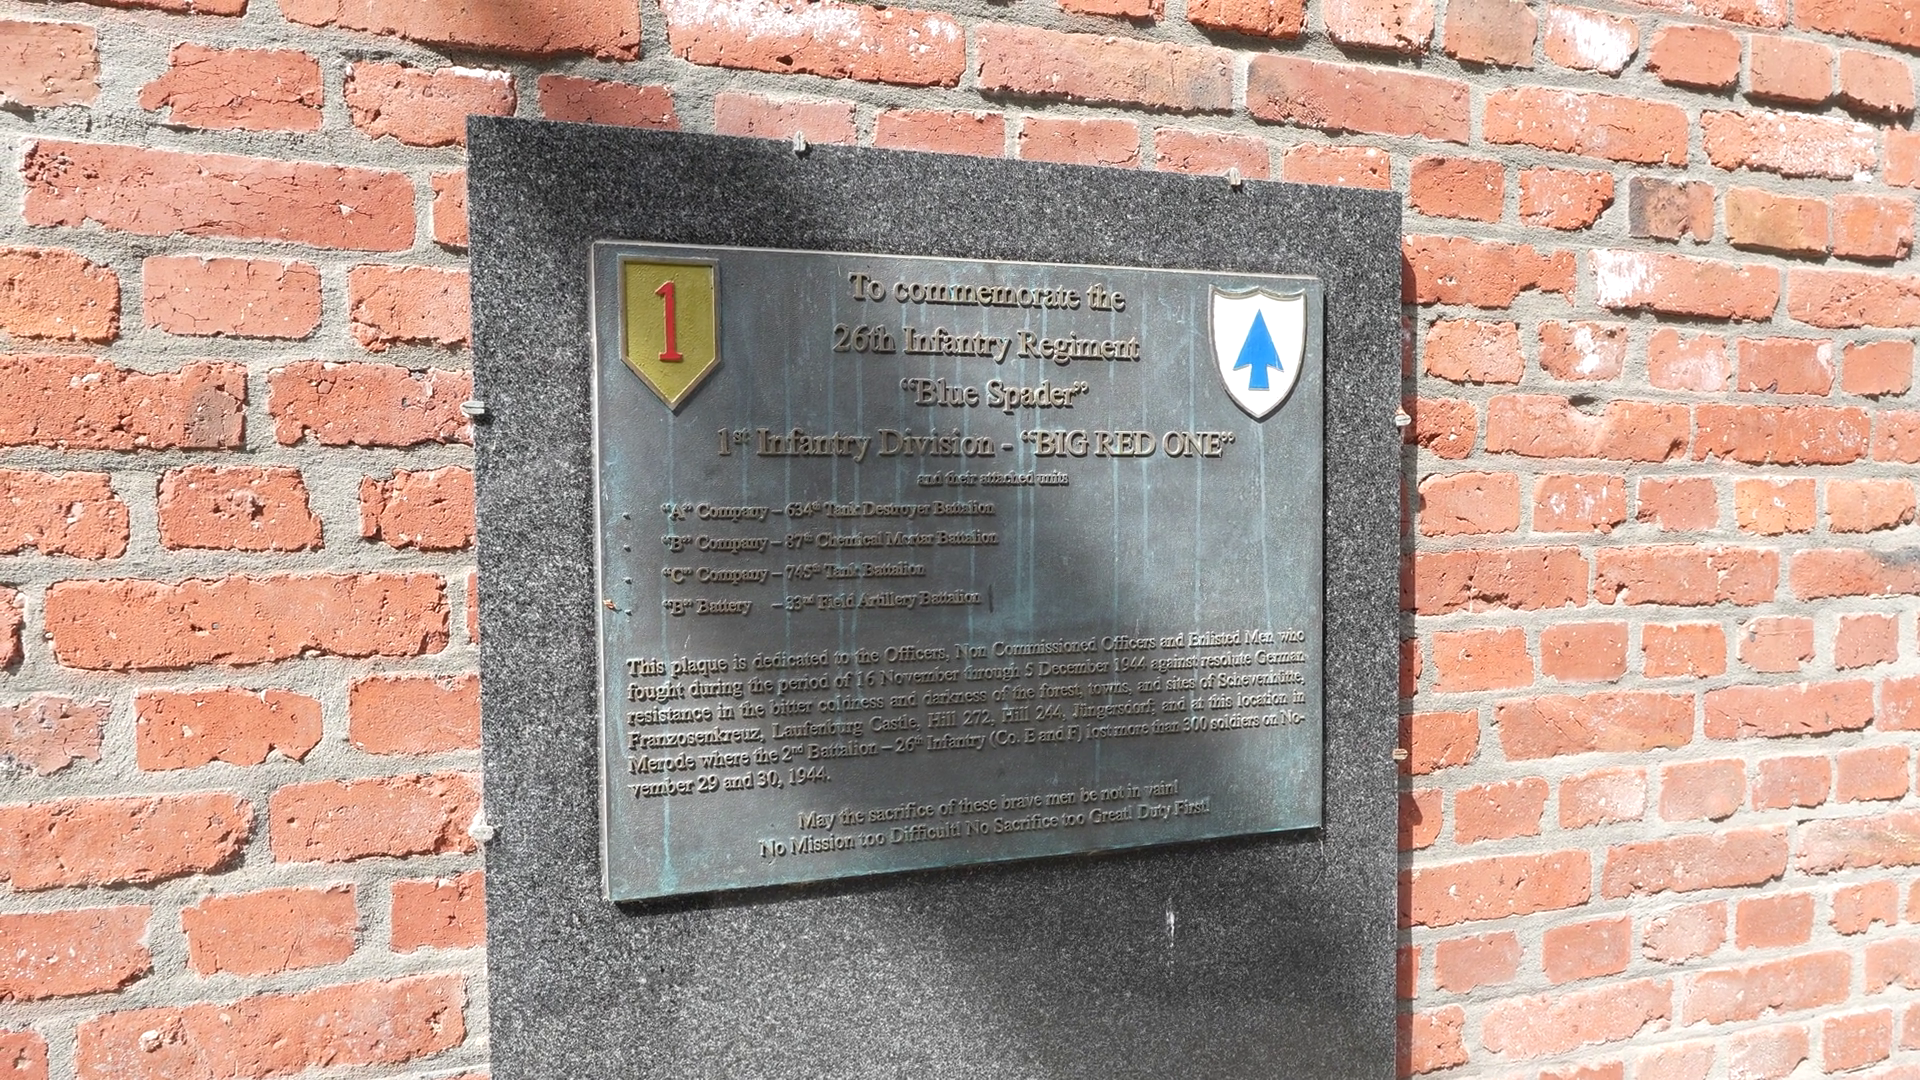 1
To commemorate the
26th Infantry Regiment
“Blue Spader”
1st Infantry Division - “BIG RED ONE”
and their attached units
“A” Company – 634th Tank Destroyer Battalion
“B” Company – 87th Chemical Mortar Battalion
“C” Company – 745th Tank Battalion
“B” Battery – 33rd Field Artillery Battalion
This plaque is dedicated to the Officers, Non Commissioned Officers and Enlisted Men who
fought during the period of 16 November through 5 December 1944 against resolute German
resistance in the bitter coldness and darkness of the forest, towns, and sites of Schevenhütte,
Franzosenkreuz, Laufenburg Castle, Hill 272, Hill 244, Jüngersdorf; and at this location in
Merode where the 2nd Battalion – 26th Infantry (Co. E and F) lost more than 300 soldiers on No-
vember 29 and 30, 1944.
May the sacrifice of these brave men be not in vain!
No Mission too Difficult! No Sacrifice too Great! Duty First!